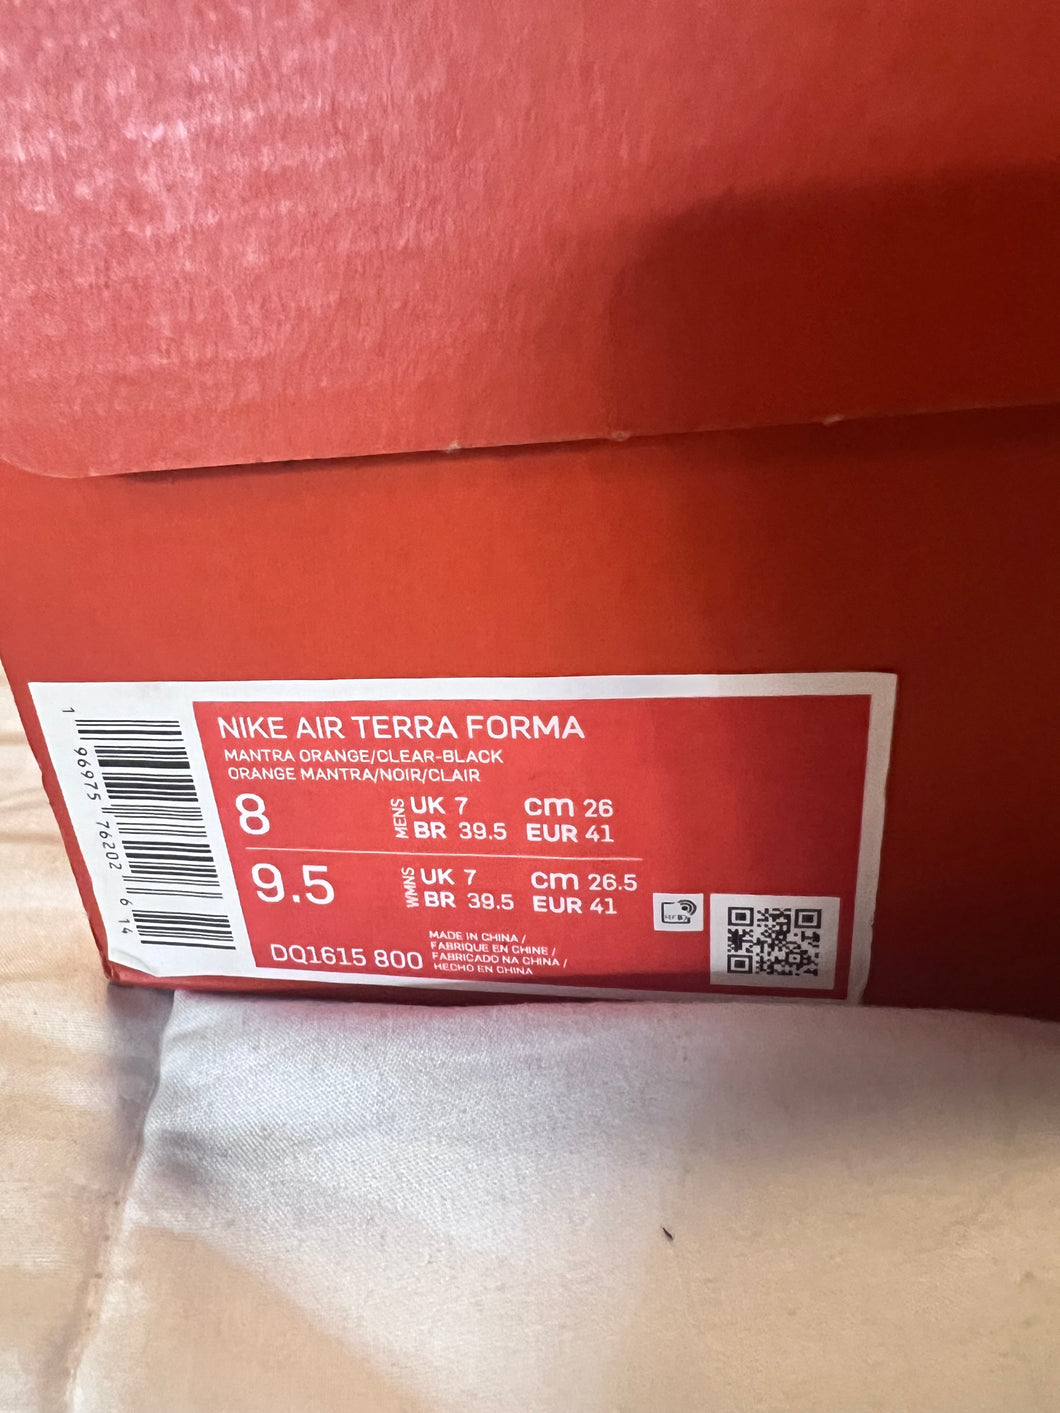 NIKE AIR TERRA FORMA
MANTRA ORANGE/CLEAR-BLACK
ORANGE MANTRA/NOIR/CLAIR
8 MENS UK 7 cm 26
BR 39.5 EUR 41
9.5 WMNS UK 7 cm 26.5
BR 39.5 EUR 41
DQ1615 800
MADE IN CHINA /
FABRIQUE EN CHINE /
FABRICADO NA CHINA /
HECHO EN CHINA
RFID
1 96975 76202 6 14